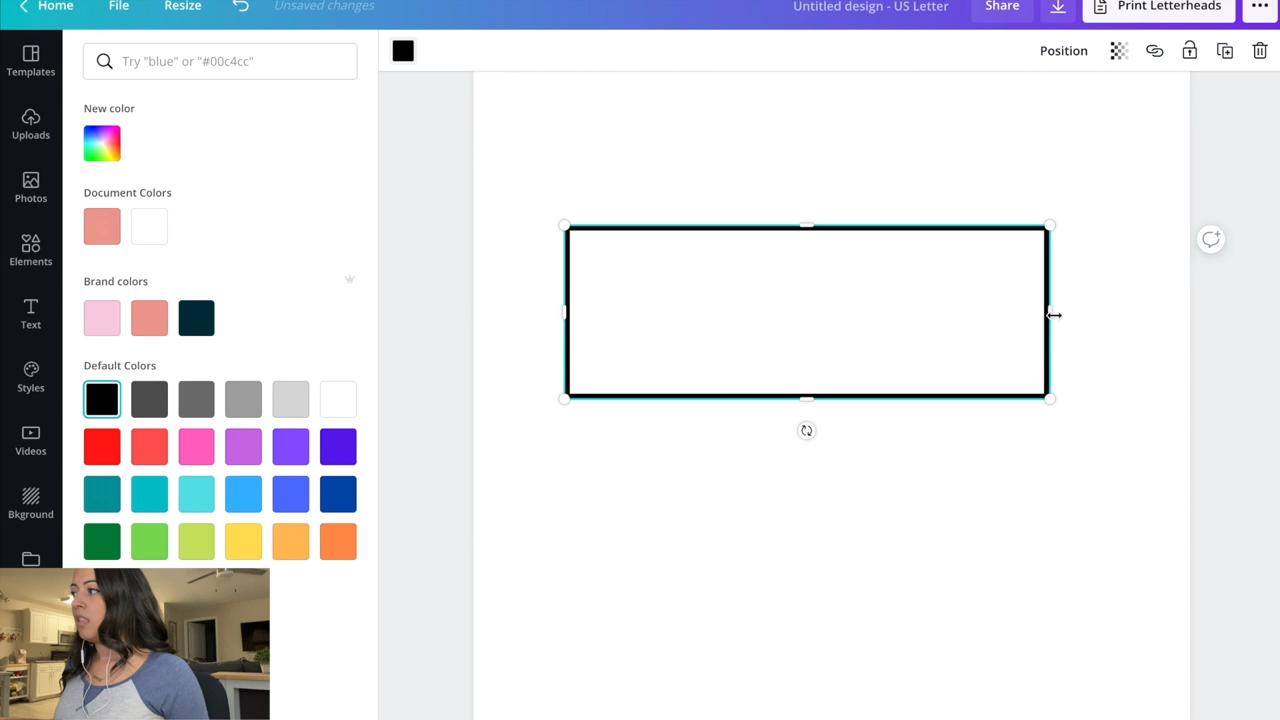 Home File Resize Unsaved changes Untitled design - US Letter Share Print Letterheads
Templates
Uploads
Photos
Elements
Text
Styles
Videos
Bkground
Try "blue" or "#00c4cc"
New color
Document Colors
Brand colors
Default Colors
Position